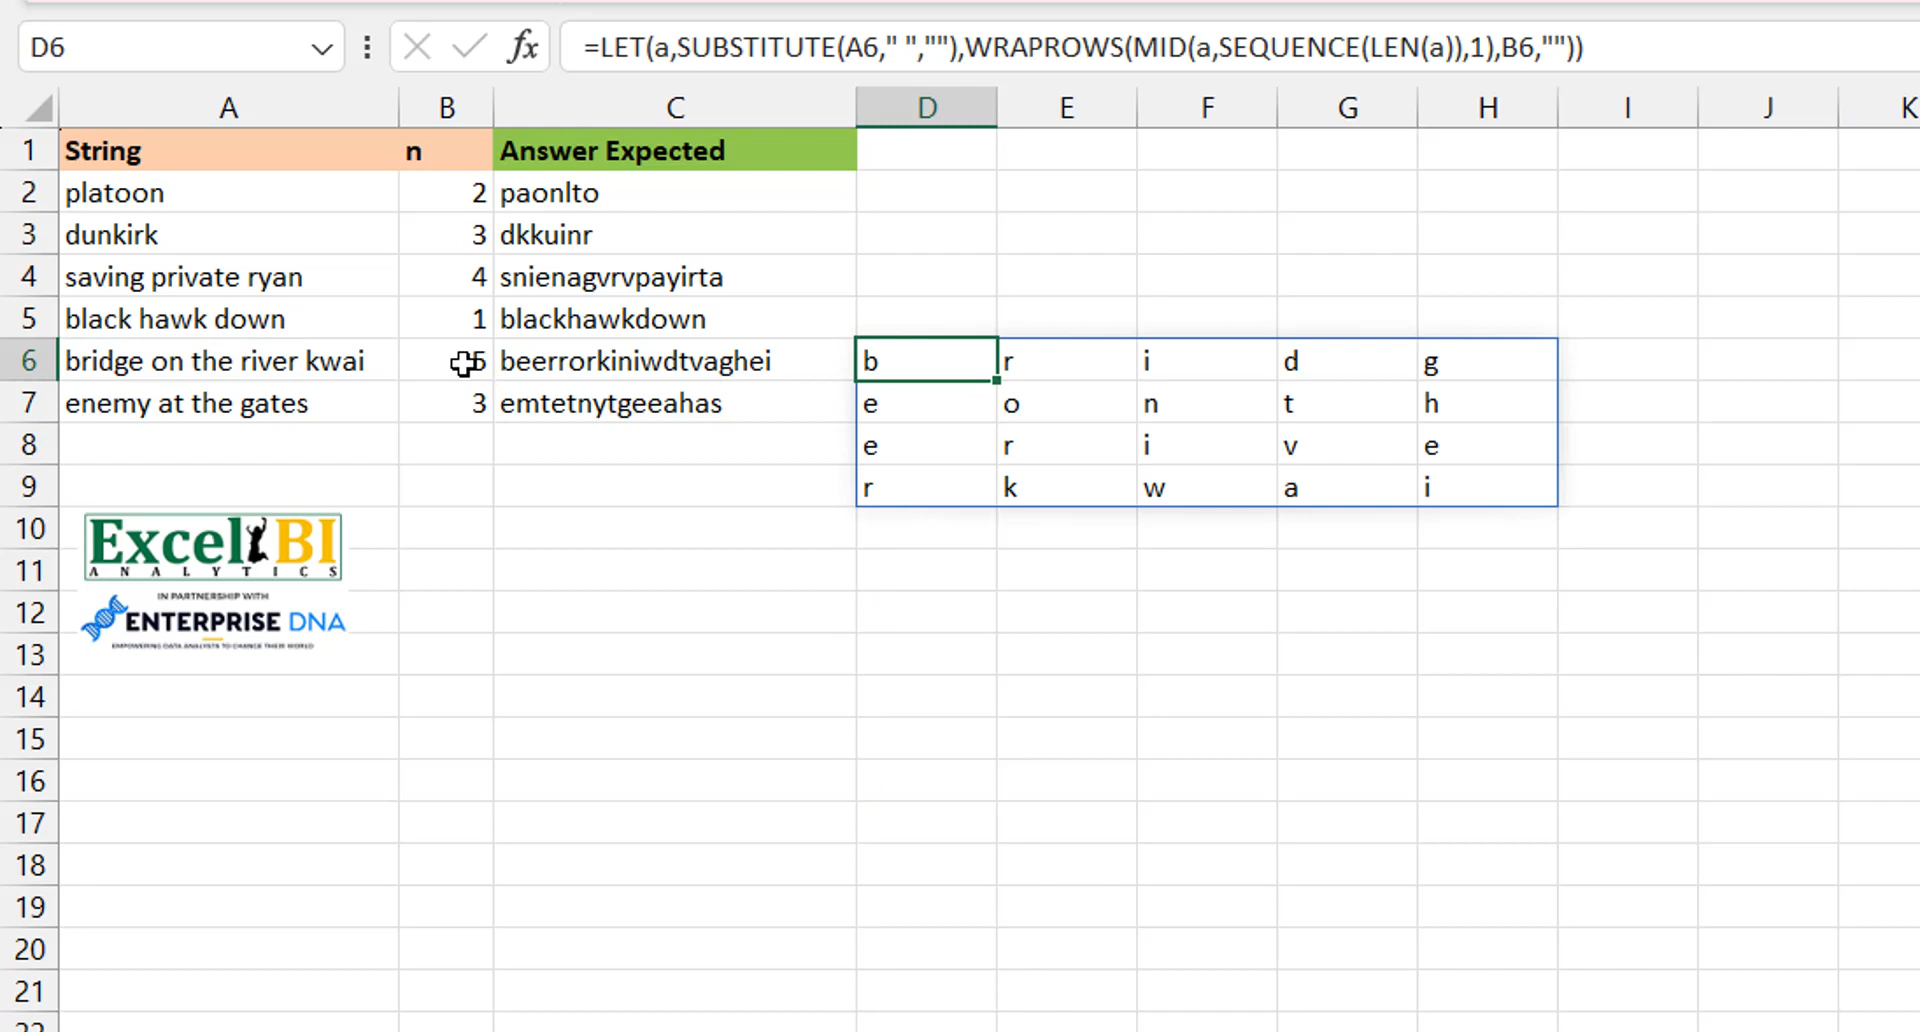 D6 fx =LET(a,SUBSTITUTE(A6," ",""),WRAPROWS(MID(a,SEQUENCE(LEN(a)),1),B6,""))
A B C D E F G H I J K
1 String n Answer Expected
2 platoon 2 paonlto
3 dunkirk 3 dkkuinr
4 saving private ryan 4 snienagvrvpayirta
5 black hawk down 1 blackhawkdown
6 bridge on the river kwai 5 beerrorkiniwdtvaghei b r i d g
7 enemy at the gates 3 emtetnytgeeahas e o n t h
8 e r i v e
9 r k w a i
10
Excel BI
11
ANALYTICS
IN PARTNERSHIP WITH
12
ENTERPRISE DNA
13
EMPOWERING DATA ANALYSTS TO CHANGE THEIR WORLD
14
15
16
17
18
19
20
21
22